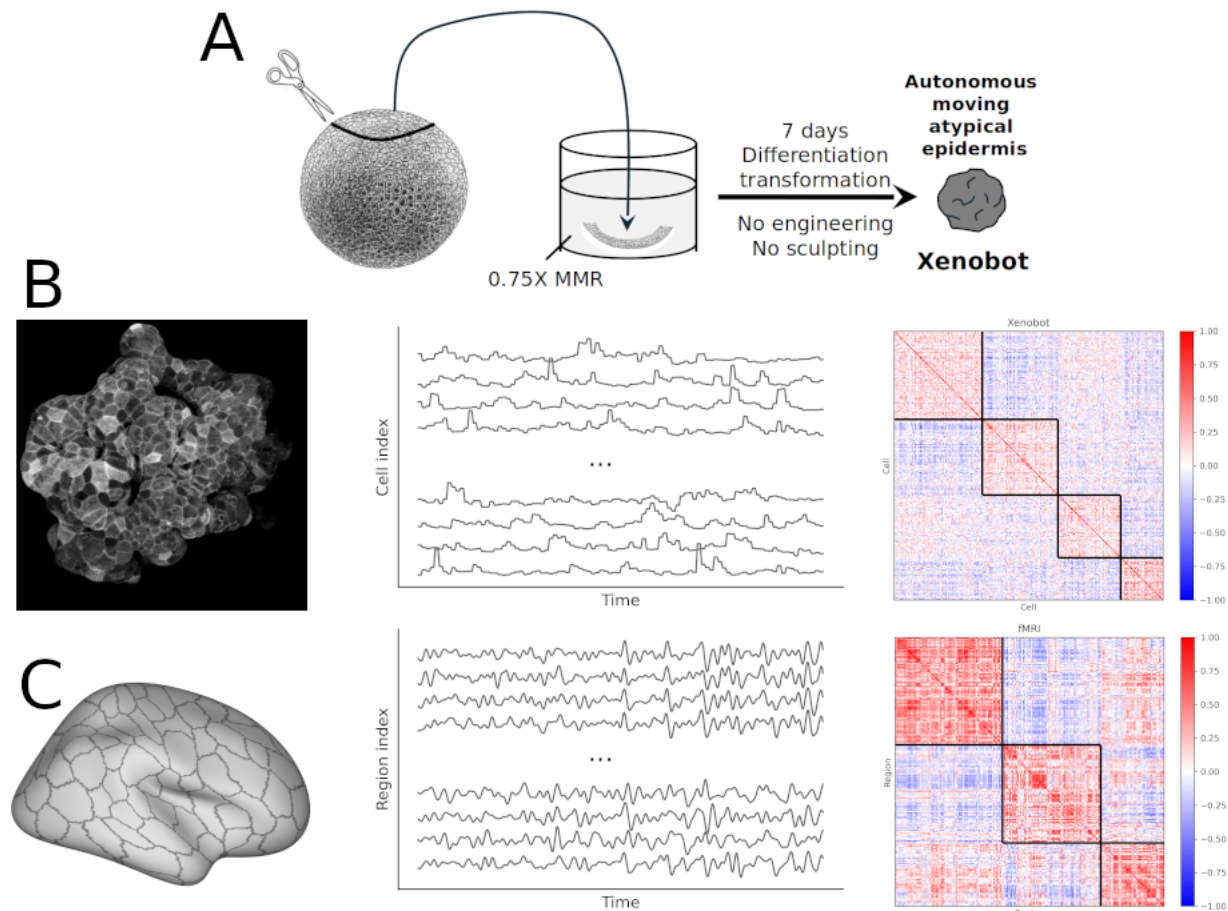 A
7 days
Differentiation
transformation
No engineering
No sculpting
0.75X MMR
Autonomous
moving
atypical
epidermis
Xenobot
B
Cell index
...
Time
Xenobot
Cell
Cell
1.00
0.75
0.50
0.25
0.00
−0.25
−0.50
−0.75
−1.00
C
Region index
...
Time
fMRI
Region
1.00
0.75
0.50
0.25
0.00
−0.25
−0.50
−0.75
−1.00